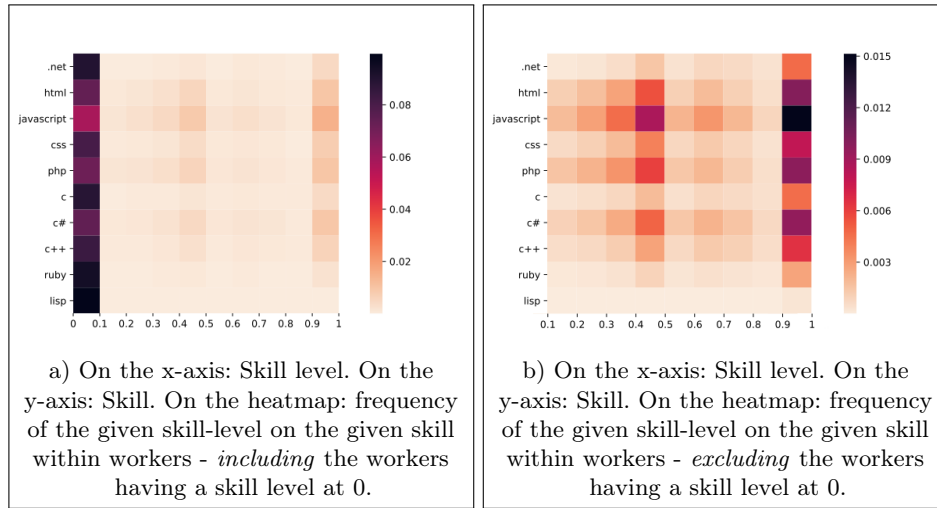 .net
html
javascript
css
php
c
c#
c++
ruby
lisp
0 0.1 0.2 0.3 0.4 0.5 0.6 0.7 0.8 0.9 1
0.08
0.06
0.04
0.02
a) On the x-axis: Skill level. On the
y-axis: Skill. On the heatmap: frequency
of the given skill-level on the given skill
within workers - including the workers
having a skill level at 0.
.net
html
javascript
css
php
c
c#
c++
ruby
lisp
0.1 0.2 0.3 0.4 0.5 0.6 0.7 0.8 0.9 1
0.015
0.012
0.009
0.006
0.003
b) On the x-axis: Skill level. On the
y-axis: Skill. On the heatmap: frequency
of the given skill-level on the given skill
within workers - excluding the workers
having a skill level at 0.